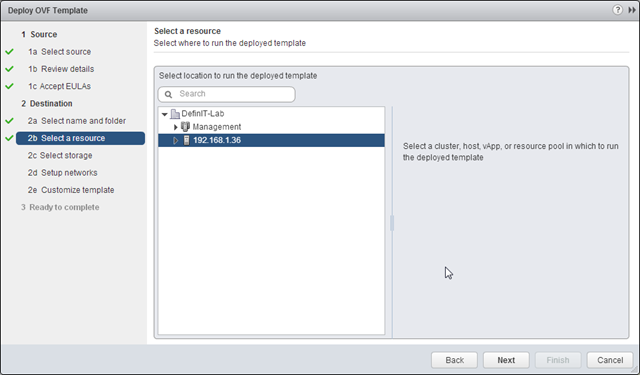 Deploy OVF Template
1 Source
1a Select source
1b Review details
1c Accept EULAs
2 Destination
2a Select name and folder
2b Select a resource
2c Select storage
2d Setup networks
2e Customize template
3 Ready to complete
Select a resource
Select where to run the deployed template
Select location to run the deployed template
Search
DefinIT-Lab
Management
192.168.1.36
Select a cluster, host, vApp, or resource pool in which to run
the deployed template
Back
Next
Finish
Cancel